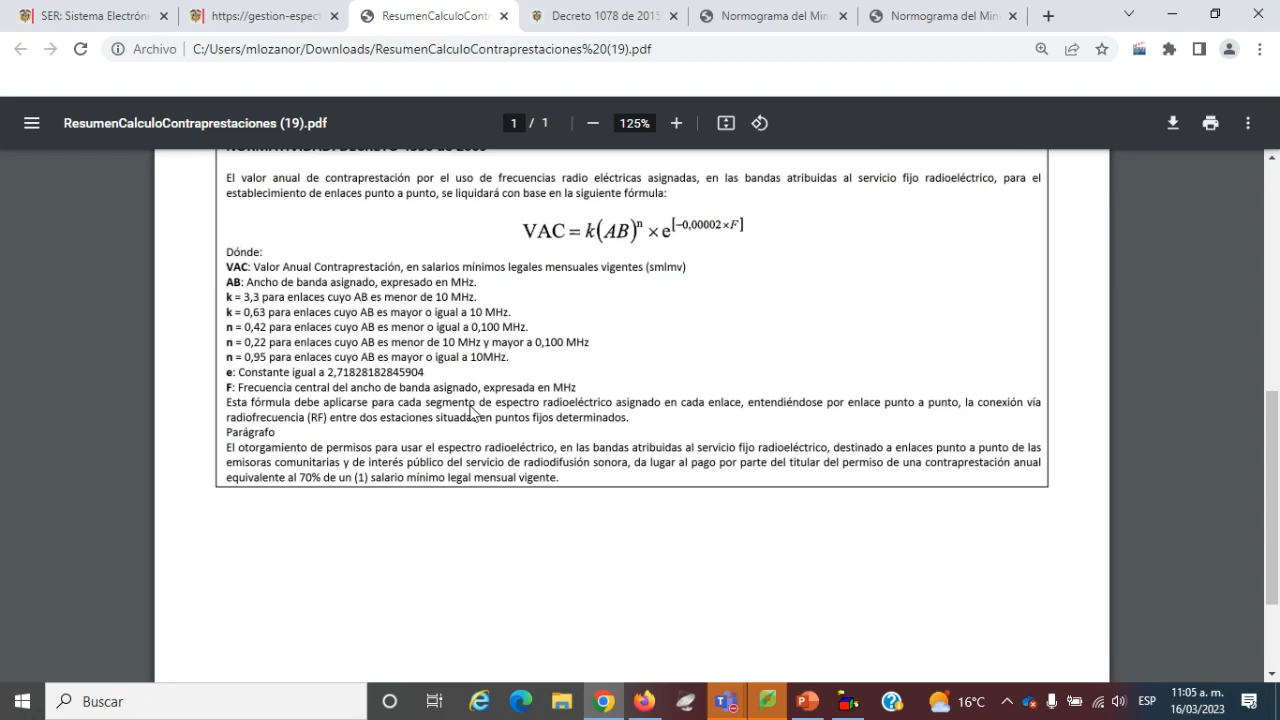 SER: Sistema Electrón
https://gestion-espect
ResumenCalculoContra
Decreto 1078 de 2015
Normograma del Min
Normograma del Min
Archivo
C:/Users/mlozanor/Downloads/ResumenCalculoContraprestaciones%20(19).pdf
ResumenCalculoContraprestaciones (19).pdf
1 / 1
125%
El valor anual de contraprestación por el uso de frecuencias radio eléctricas asignadas, en las bandas atribuidas al servicio fijo radioeléctrico, para el
establecimiento de enlaces punto a punto, se liquidará con base en la siguiente fórmula:
VAC = k(AB)ⁿ × e^[−0,00002×F]
Dónde:
VAC: Valor Anual Contraprestación, en salarios mínimos legales mensuales vigentes (smlmv)
AB: Ancho de banda asignado, expresado en MHz.
k = 3,3 para enlaces cuyo AB es menor de 10 MHz.
k = 0,63 para enlaces cuyo AB es mayor o igual a 10 MHz.
n = 0,42 para enlaces cuyo AB es menor o igual a 0,100 MHz.
n = 0,22 para enlaces cuyo AB es menor de 10 MHz y mayor a 0,100 MHz
n = 0,95 para enlaces cuyo AB es mayor o igual a 10MHz.
e: Constante igual a 2,71828182845904
F: Frecuencia central del ancho de banda asignado, expresada en MHz
Esta fórmula debe aplicarse para cada segmento de espectro radioeléctrico asignado en cada enlace, entendiéndose por enlace punto a punto, la conexión vía
radiofrecuencia (RF) entre dos estaciones situadas en puntos fijos determinados.
Parágrafo
El otorgamiento de permisos para usar el espectro radioeléctrico, en las bandas atribuidas al servicio fijo radioeléctrico, destinado a enlaces punto a punto de las
emisoras comunitarias y de interés público del servicio de radiodifusión sonora, da lugar al pago por parte del titular del permiso de una contraprestación anual
equivalente al 70% de un (1) salario mínimo legal mensual vigente.
Buscar
16°C
ESP
11:05 a. m.
16/03/2023